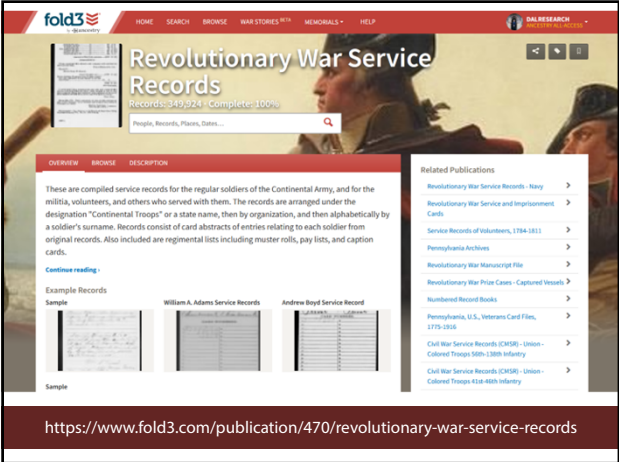 fold3
by ancestry
HOME SEARCH BROWSE WAR STORIES BETA MEMORIALS HELP
DALRESEARCH
ANCESTRY ALL ACCESS
Revolutionary War Service
Records
Records: 349,924 · Complete: 100%
People, Records, Places, Dates ...
OVERVIEW BROWSE DESCRIPTION
These are compiled service records for the regular soldiers of the Continental Army, and for the
militia, volunteers, and others who served with them. The records are arranged under the
designation "Continental Troops" or a state name, then by organization, and then alphabetically by
a soldier's surname. Records consist of card abstracts of entries relating to each soldier from
original records. Also included are regimental lists including muster rolls, pay lists, and caption
cards.
Continue reading ›
Example Records
Sample William A. Adams Service Records Andrew Boyd Service Record
Sample
Related Publications
Revolutionary War Service Records - Navy
Revolutionary War Service and Imprisonment
Cards
Service Records of Volunteers, 1784-1811
Pennsylvania Archives
Revolutionary War Manuscript File
Revolutionary War Prize Cases - Captured Vessels
Numbered Record Books
Pennsylvania, U.S., Veterans Card Files,
1775-1916
Civil War Service Records (CMSR) - Union -
Colored Troops 56th-138th Infantry
Civil War Service Records (CMSR) - Union -
Colored Troops 41st-46th Infantry
https://www.fold3.com/publication/470/revolutionary-war-service-records